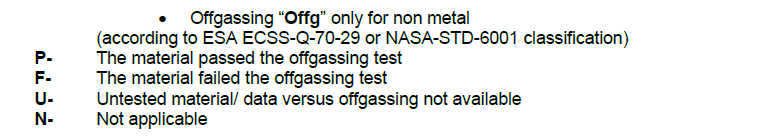 • Offgassing “Offg” only for non metal
(according to ESA ECSS-Q-70-29 or NASA-STD-6001 classification)
P- The material passed the offgassing test
F- The material failed the offgassing test
U- Untested material/ data versus offgassing not available
N- Not applicable